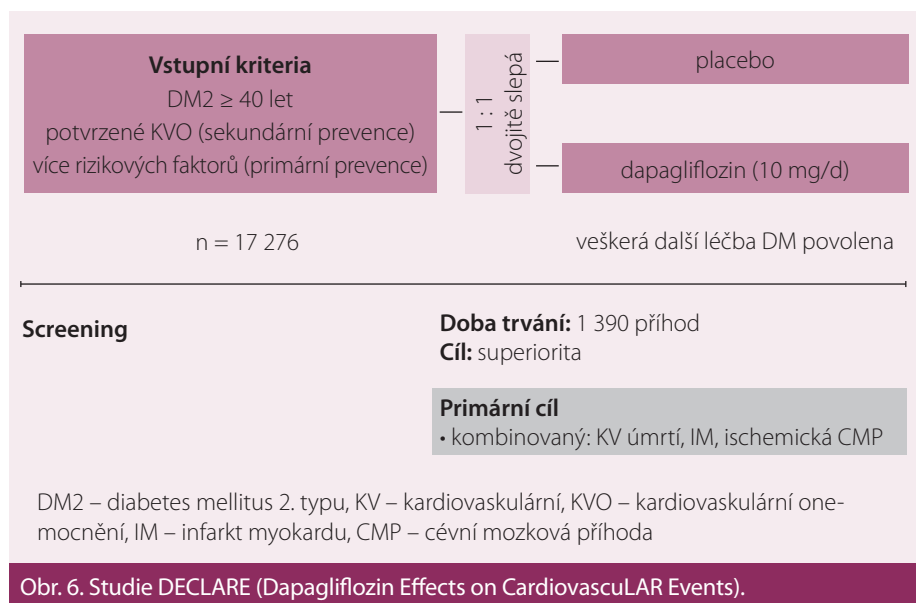 Vstupní kriteria
DM2 ≥ 40 let
potvrzené KVO (sekundární prevence)
více rizikových faktorů (primární prevence)
1 : 1
dvojitě slepá
placebo
dapagliflozin (10 mg/d)
n = 17 276
veškerá další léčba DM povolena
Screening
Doba trvání: 1 390 příhod
Cíl: superiorita
Primární cíl
• kombinovaný: KV úmrtí, IM, ischemická CMP
DM2 – diabetes mellitus 2. typu, KV – kardiovaskulární, KVO – kardiovaskulární one-
mocnění, IM – infarkt myokardu, CMP – cévní mozková příhoda
Obr. 6. Studie DECLARE (Dapagliflozin Effects on CardiovascuLAR Events).